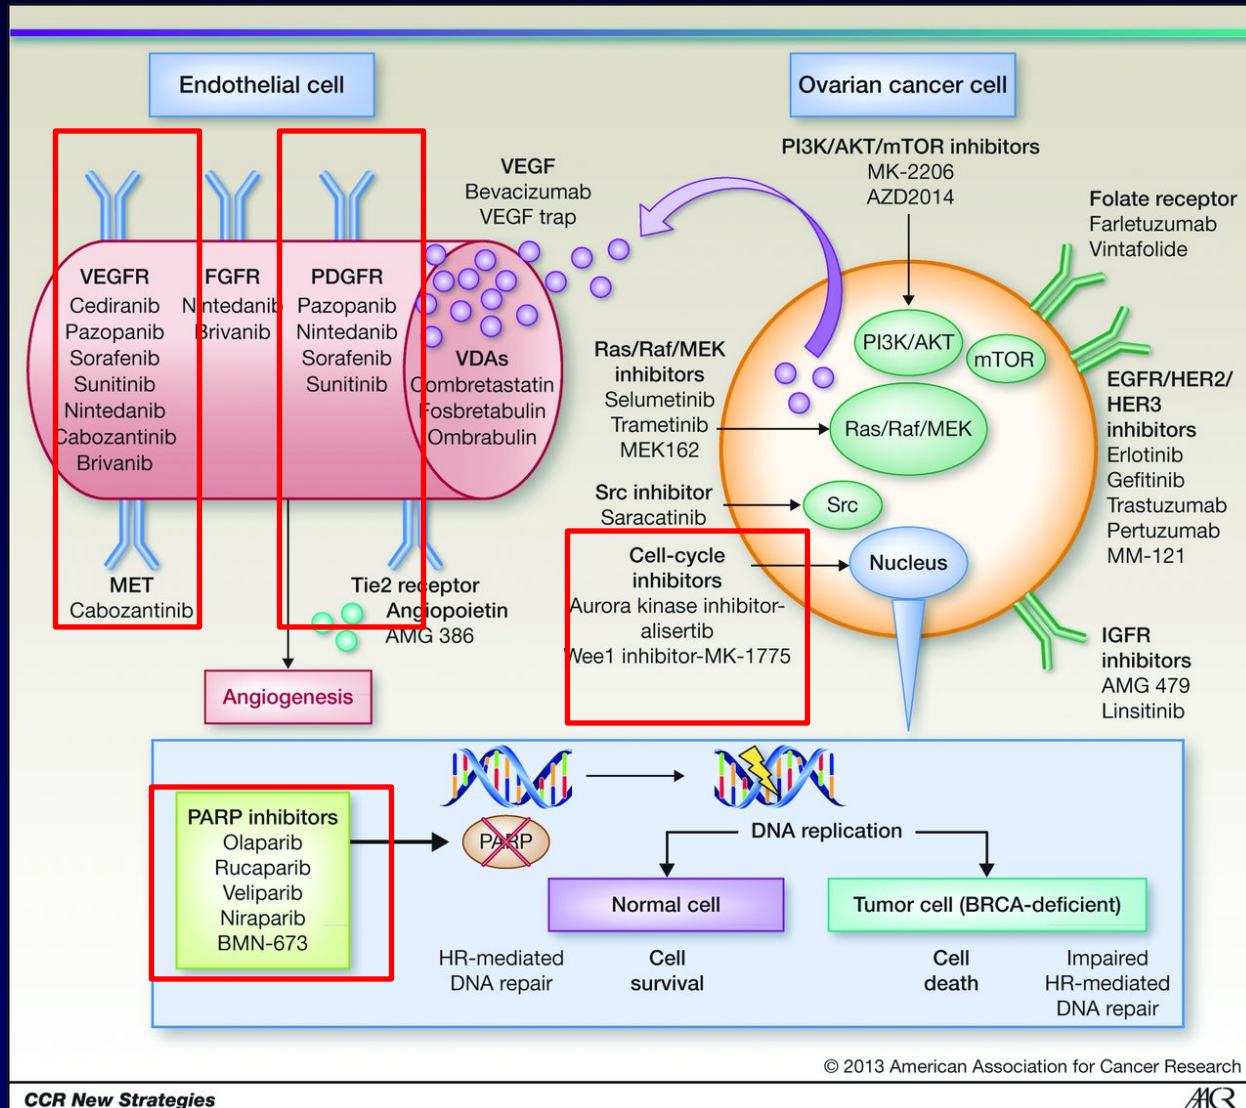 Endothelial cell
Ovarian cancer cell
VEGF
Bevacizumab
VEGF trap
PI3K/AKT/mTOR inhibitors
MK-2206
AZD2014
Folate receptor
Farletuzumab
Vintafolide
VEGFR
Cediranib
Pazopanib
Sorafenib
Sunitinib
Nintedanib
Cabozantinib
Brivanib
FGFR
Nintedanib
Brivanib
PDGFR
Pazopanib
Nintedanib
Sorafenib
Sunitinib
VDAs
Combretastatin
Fosbretabulin
Ombrabulin
Ras/Raf/MEK
inhibitors
Selumetinib
Trametinib
MEK162
PI3K/AKT
mTOR
Ras/Raf/MEK
EGFR/HER2/
HER3
inhibitors
Erlotinib
Gefitinib
Trastuzumab
Pertuzumab
MM-121
Src inhibitor
Saracatinib
Src
Cell-cycle
inhibitors
Aurora kinase inhibitor-
alisertib
Wee1 inhibitor-MK-1775
Nucleus
MET
Cabozantinib
Tie2 receptor
Angiopoietin
AMG 386
IGFR
inhibitors
AMG 479
Linsitinib
Angiogenesis
PARP inhibitors
Olaparib
Rucaparib
Veliparib
Niraparib
BMN-673
PARP
DNA replication
Normal cell
Tumor cell (BRCA-deficient)
HR-mediated
DNA repair
Cell
survival
Cell
death
Impaired
HR-mediated
DNA repair
© 2013 American Association for Cancer Research
CCR New Strategies
AACR